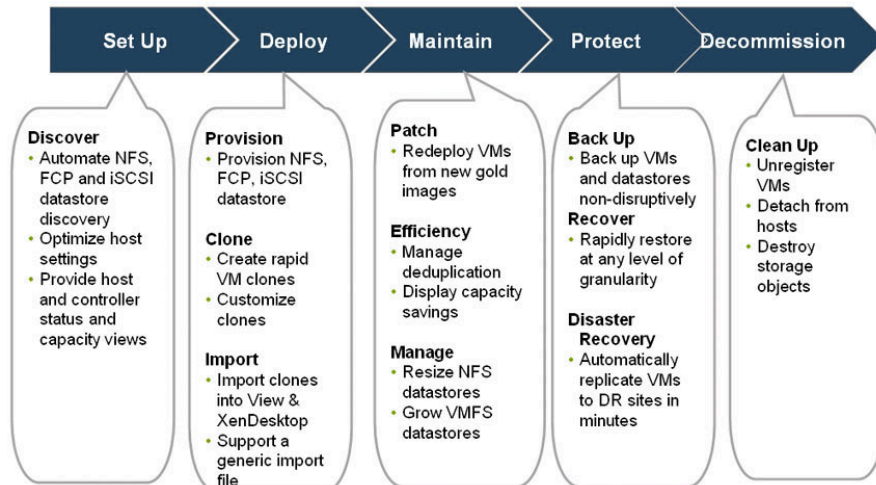 Set Up
Deploy
Maintain
Protect
Decommission
Discover
• Automate NFS,
FCP and iSCSI
datastore
discovery
• Optimize host
settings
• Provide host
and controller
status and
capacity views
Provision
• Provision NFS,
FCP, iSCSI
datastore
Clone
• Create rapid
VM clones
• Customize
clones
Import
• Import clones
into View &
XenDesktop
• Support a
generic import
file
Patch
• Redeploy VMs
from new gold
images
Efficiency
• Manage
deduplication
• Display capacity
savings
Manage
• Resize NFS
datastores
• Grow VMFS
datastores
Back Up
• Back up VMs
and datastores
non-disruptively
Recover
• Rapidly restore
at any level of
granularity
Disaster
Recovery
• Automatically
replicate VMs
to DR sites in
minutes
Clean Up
• Unregister
VMs
• Detach from
hosts
• Destroy
storage
objects